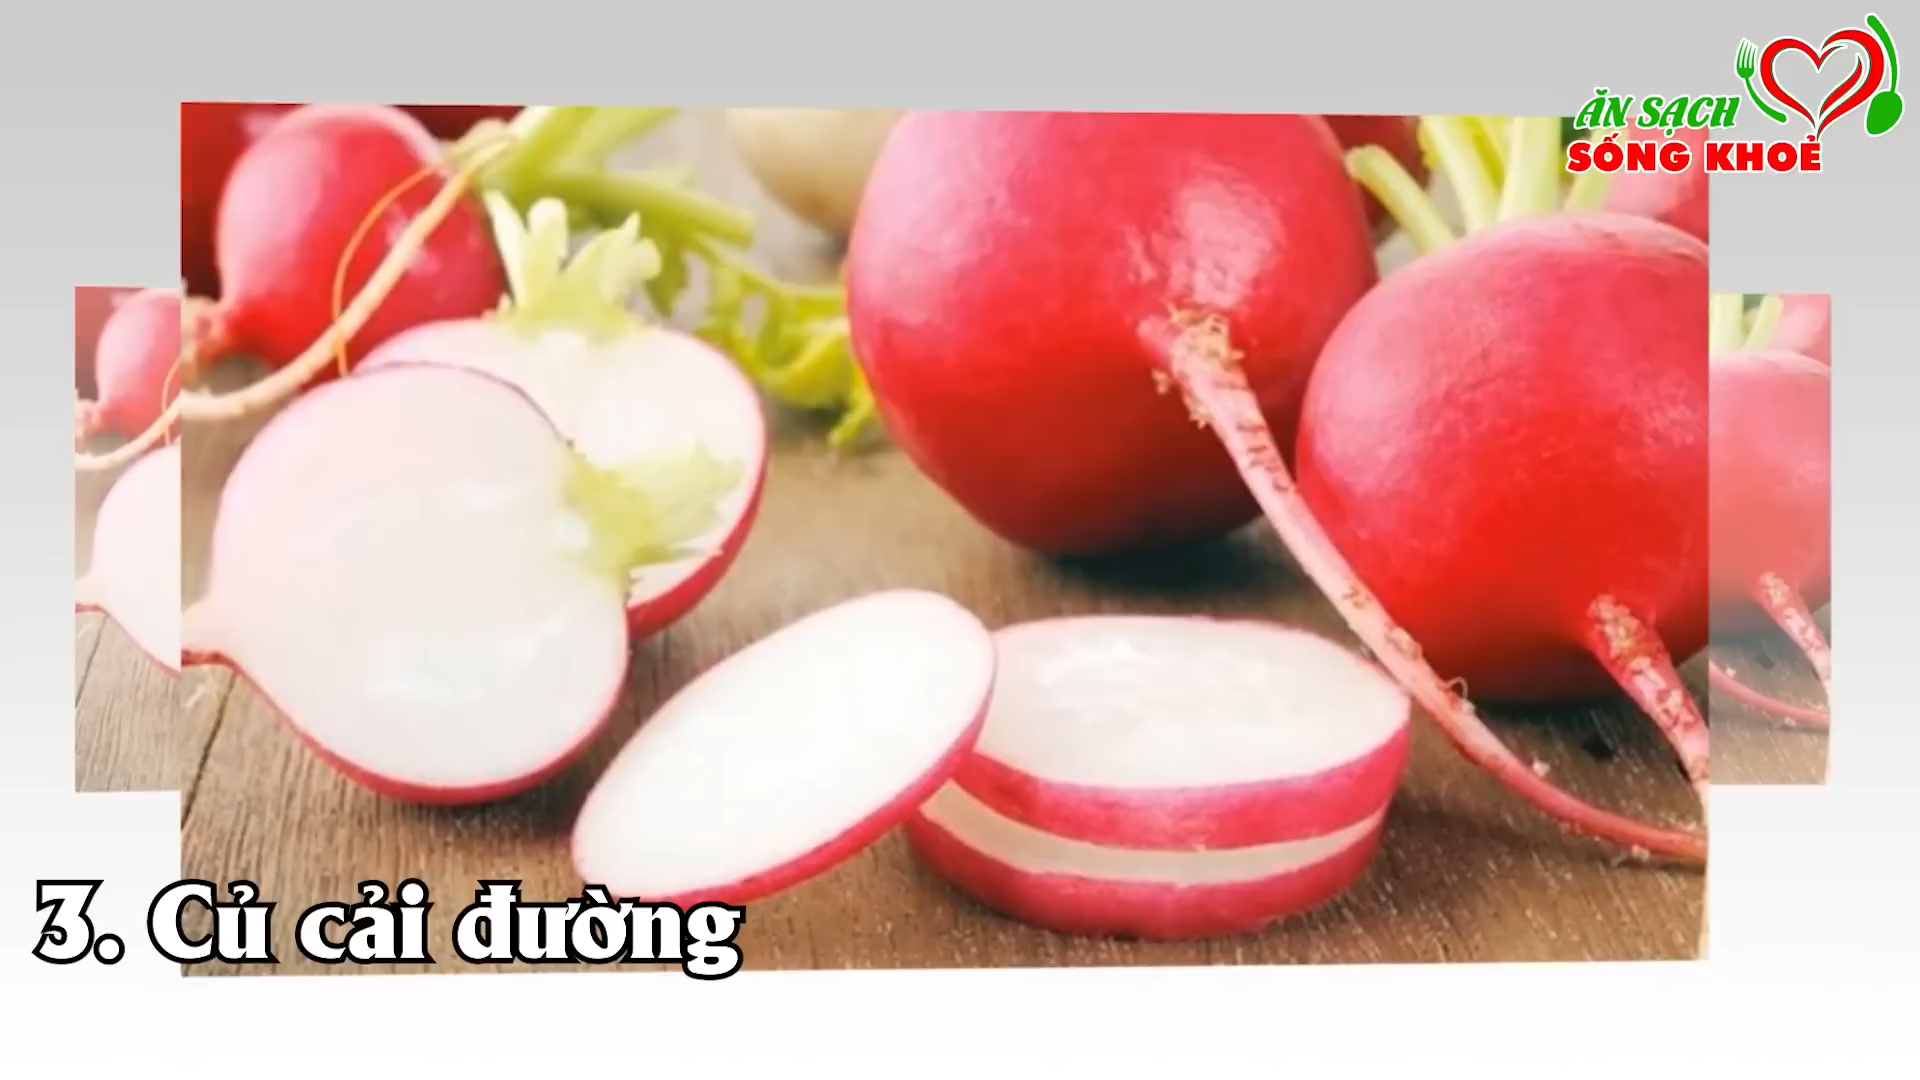 ĂN SẠCH
SỐNG KHOẺ
3. Củ cải đường